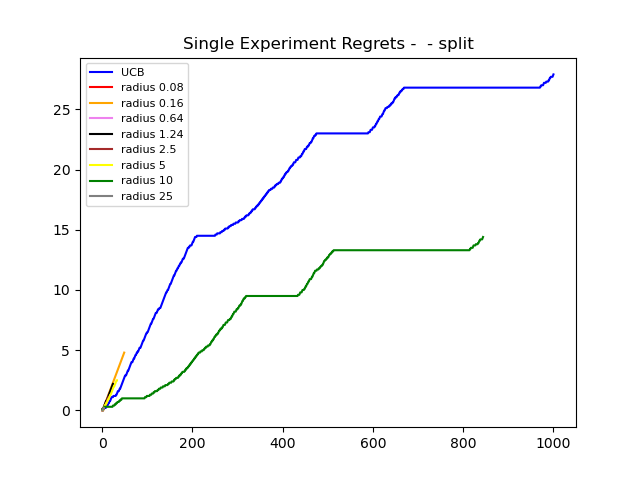 Single Experiment Regrets -  - split
UCB
radius 0.08
radius 0.16
radius 0.64
radius 1.24
radius 2.5
radius 5
radius 10
radius 25
25
20
15
10
5
0
0 200 400 600 800 1000